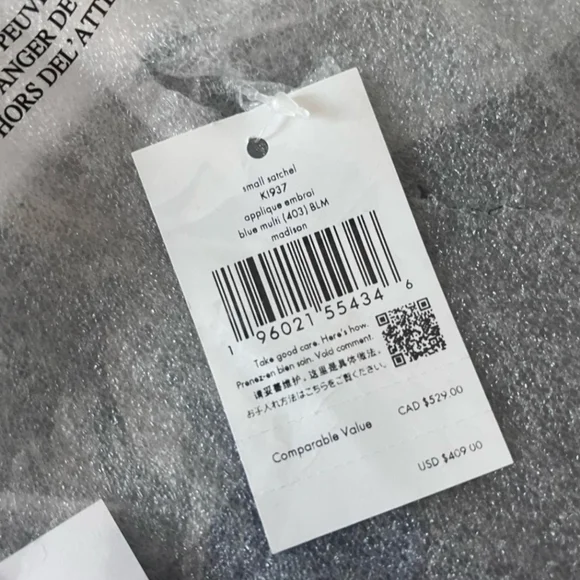 PEUV
ANGER DE
HORS DEL'ATTE
small satchel
K1937
applique embroi
blue multi (403) BLM
madison
1 96021 55434 6
Take good care. Here's how.
Prenez-en bien soin. Voici comment.
请妥善维护。这里是具体做法。
お手入れ方法はこちらをご覧ください。
Comparable Value
CAD $529.00
USD $409.00